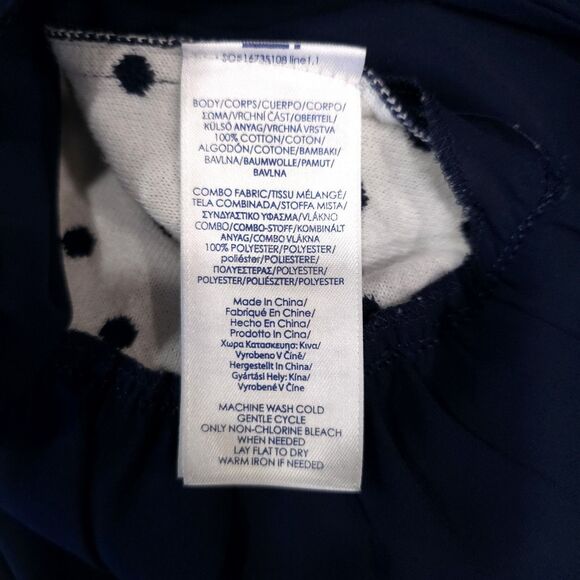 SO#16735108 line1.1
BODY/CORPS/CUERPO/CORPO/
ΣΩΜΑ/VRCHNÍ ČÁST/OBERTEIL/
KÜLSŐ ANYAG/VRCHNÁ VRSTVA
100% COTTON/COTON/
ALGODÓN/COTONE/BAMBAKI/
BAVLNA/BAUMWOLLE/PAMUT/
BAVLNA
COMBO FABRIC/TISSU MÉLANGÉ/
TELA COMBINADA/STOFFA MISTA/
ΣΥΝΔΥΑΣΤΙΚΟ ΥΦΑΣΜΑ/VLÁKNO
COMBO/COMBO-STOFF/KOMBINÁLT
ANYAG/COMBO VLÁKNA
100% POLYESTER/POLYESTER/
poliéster/POLIESTERE/
ΠΟΛΥΕΣΤΕΡΑΣ/POLYESTER/
POLYESTER/POLIÉSZTER/POLYESTER
Made In China/
Fabriqué En Chine/
Hecho En China/
Prodotto In Cina/
Χωρα Κατασκευησ: Κινα/
Vyrobeno V Číně/
Hergestellt In China/
Gyártási Hely: Kína/
Vyrobené V Číne
MACHINE WASH COLD
GENTLE CYCLE
ONLY NON-CHLORINE BLEACH
WHEN NEEDED
LAY FLAT TO DRY
WARM IRON IF NEEDED